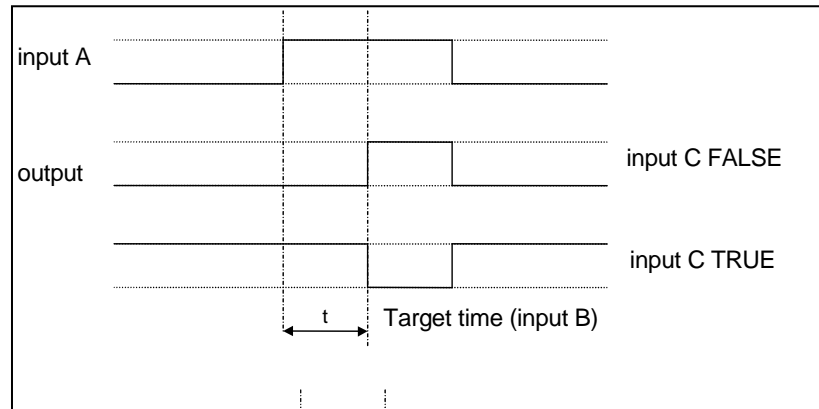 input A
output
input C FALSE
input C TRUE
t
Target time (input B)